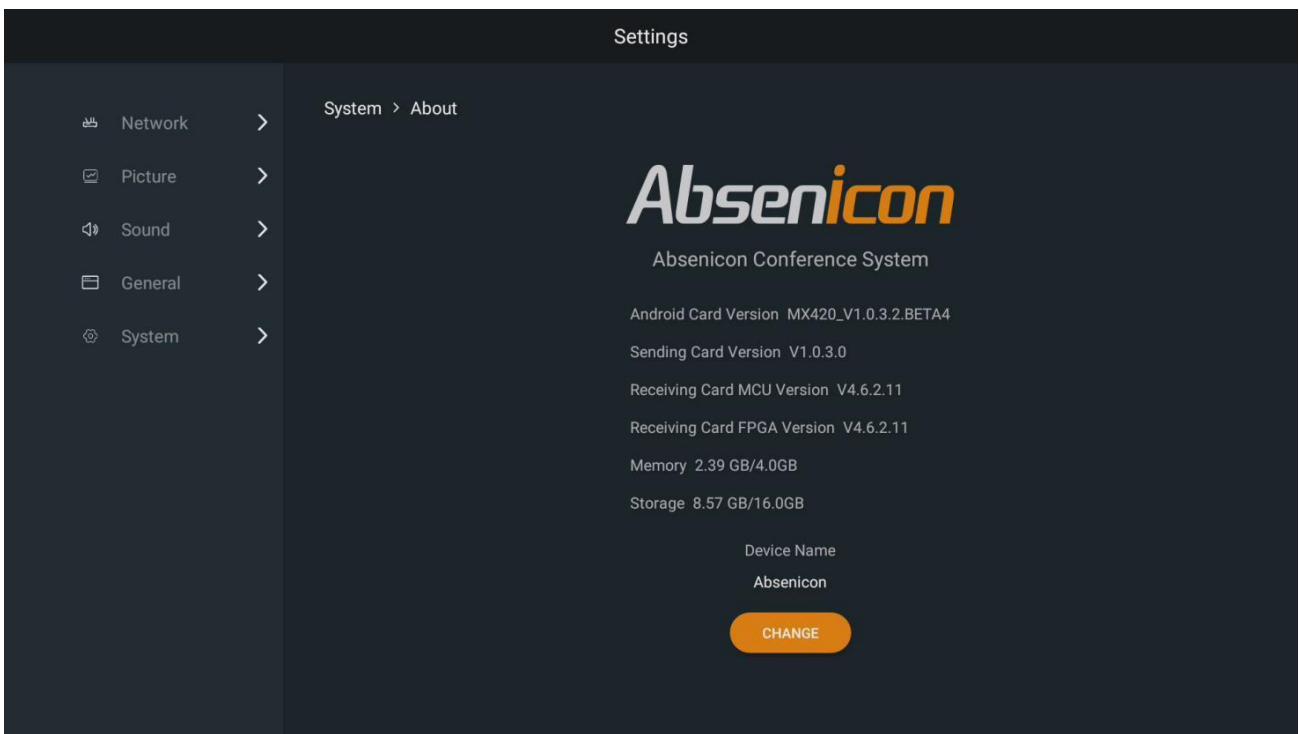 Settings
Network
Picture
Sound
General
System
System > About
Absenicon
Absenicon Conference System
Android Card Version MX420_V1.0.3.2.BETA4
Sending Card Version V1.0.3.0
Receiving Card MCU Version V4.6.2.11
Receiving Card FPGA Version V4.6.2.11
Memory 2.39 GB/4.0GB
Storage 8.57 GB/16.0GB
Device Name
Absenicon
CHANGE